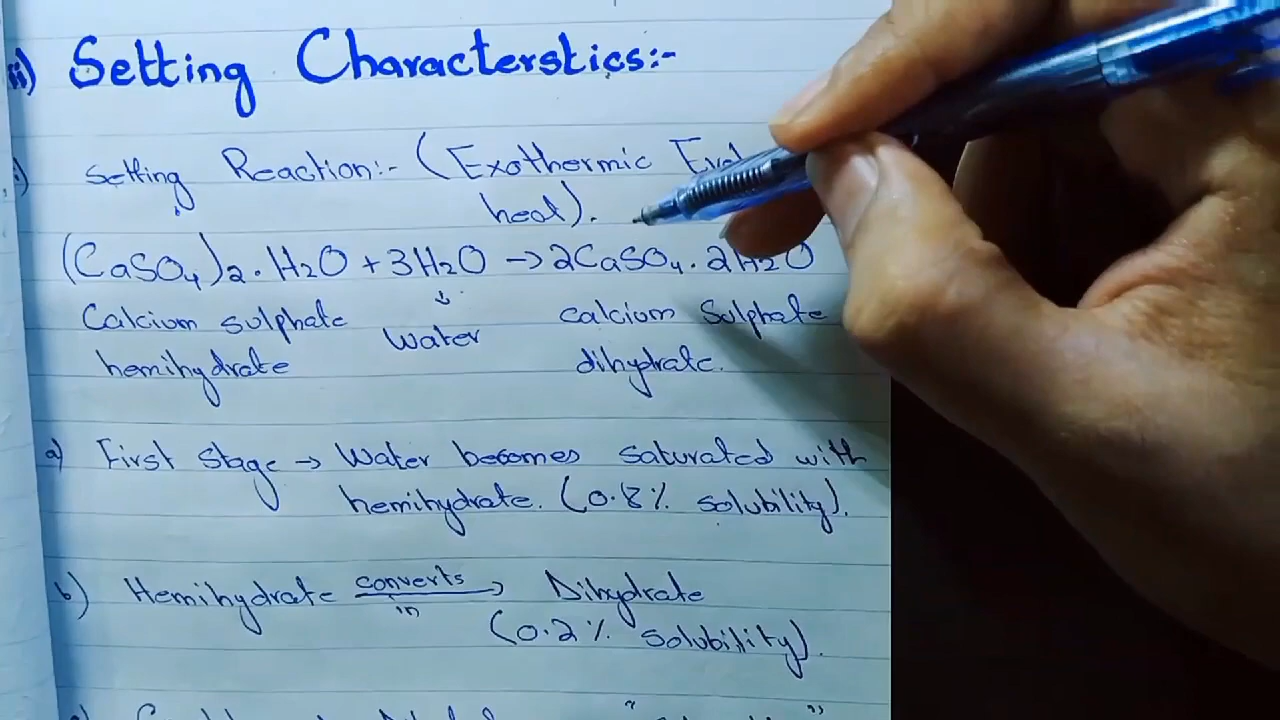 ii) Setting Characterstics:-
Setting Reaction:- (Exothermic
heat).
(CaSO4)2.H2O + 3H2O → 2CaSO4.2H2O
Calcium sulphate
↓
Water
calcium Sulphate
hemihydrate
dihydrate.
a) First Stage → Water becomes saturated with
hemihydrate. (0.8% solubility).
b) Hemihydrate converts in → Dihydrate
(0.2% solubility).